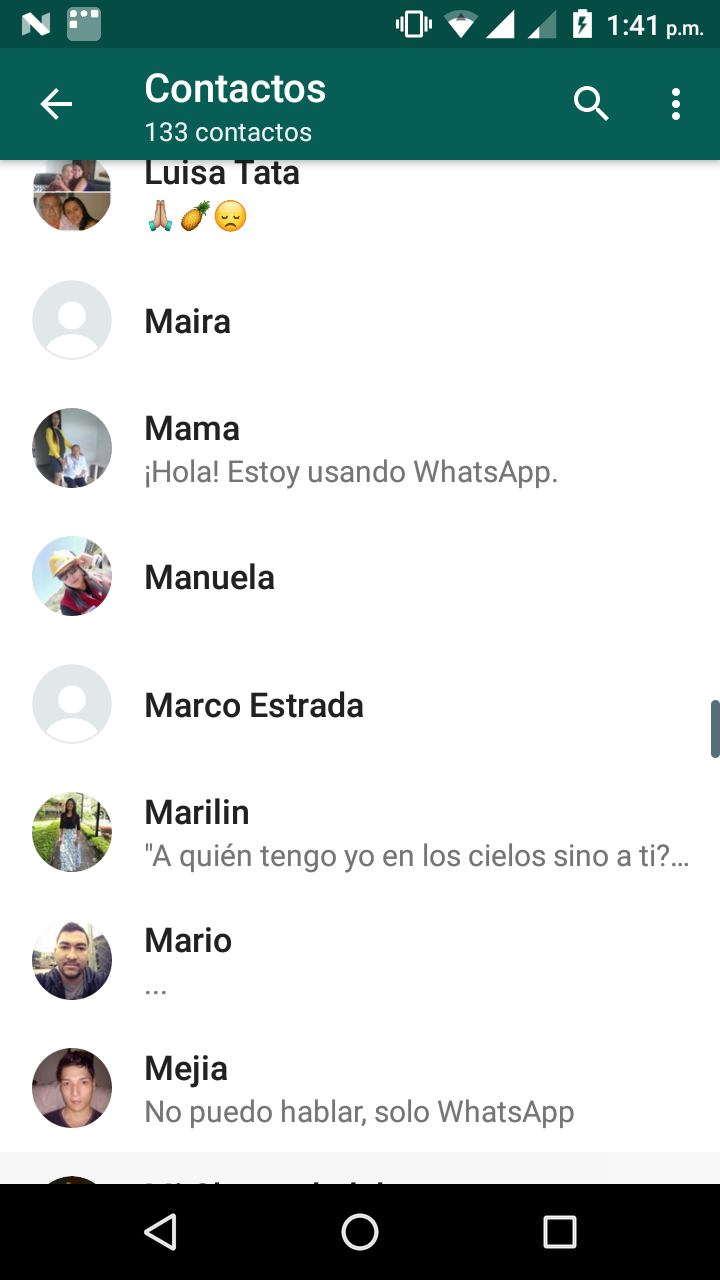 1:41 p.m.
Contactos
133 contactos
Luisa Tata
🙏🏼🍍😞
Maira
Mama
¡Hola! Estoy usando WhatsApp.
Manuela
Marco Estrada
Marilin
"A quién tengo yo en los cielos sino a ti?...
Mario
...
Mejia
No puedo hablar, solo WhatsApp